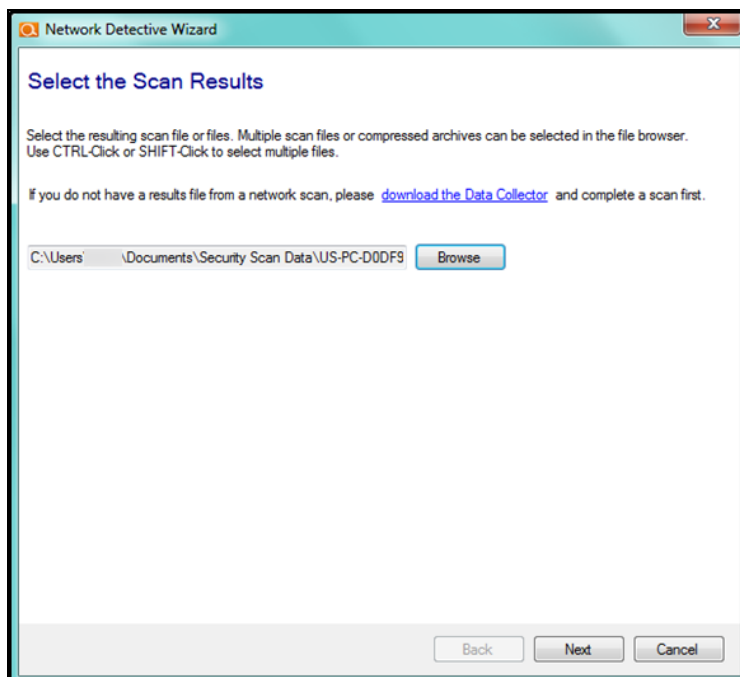 Network Detective Wizard
Select the Scan Results
Select the resulting scan file or files. Multiple scan files or compressed archives can be selected in the file browser.
Use CTRL-Click or SHIFT-Click to select multiple files.
If you do not have a results file from a network scan, please download the Data Collector and complete a scan first.
C:\Users \Documents\Security Scan Data\US-PC-D0DF9 Browse
Back Next Cancel